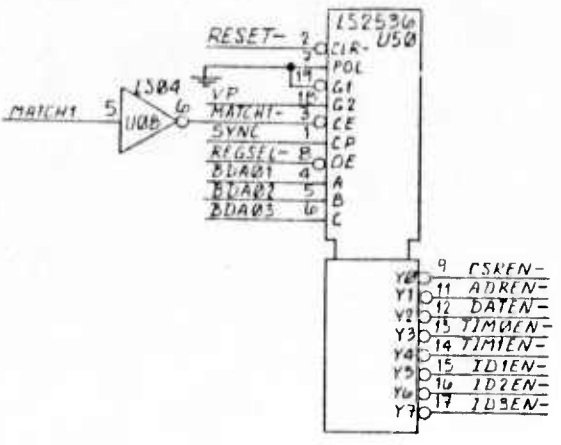 LS2536
U50
RESET- 2 CLR-
POL
19 G1
VP 18 G2
LS04
MATCH1 5 U08 6 MATCH1- 3 CE
SYNC 1 CP
REGSEL- 8 OE
BDA01 4 A
BDA02 5 B
BDA03 6 C
Y0 9 CSREN-
Y1 11 ADREN-
Y2 12 DATEN-
Y3 13 TIM0EN-
Y4 14 TIM1EN-
Y5 15 ID1EN-
Y6 16 ID2EN-
Y7 17 ID3EN-